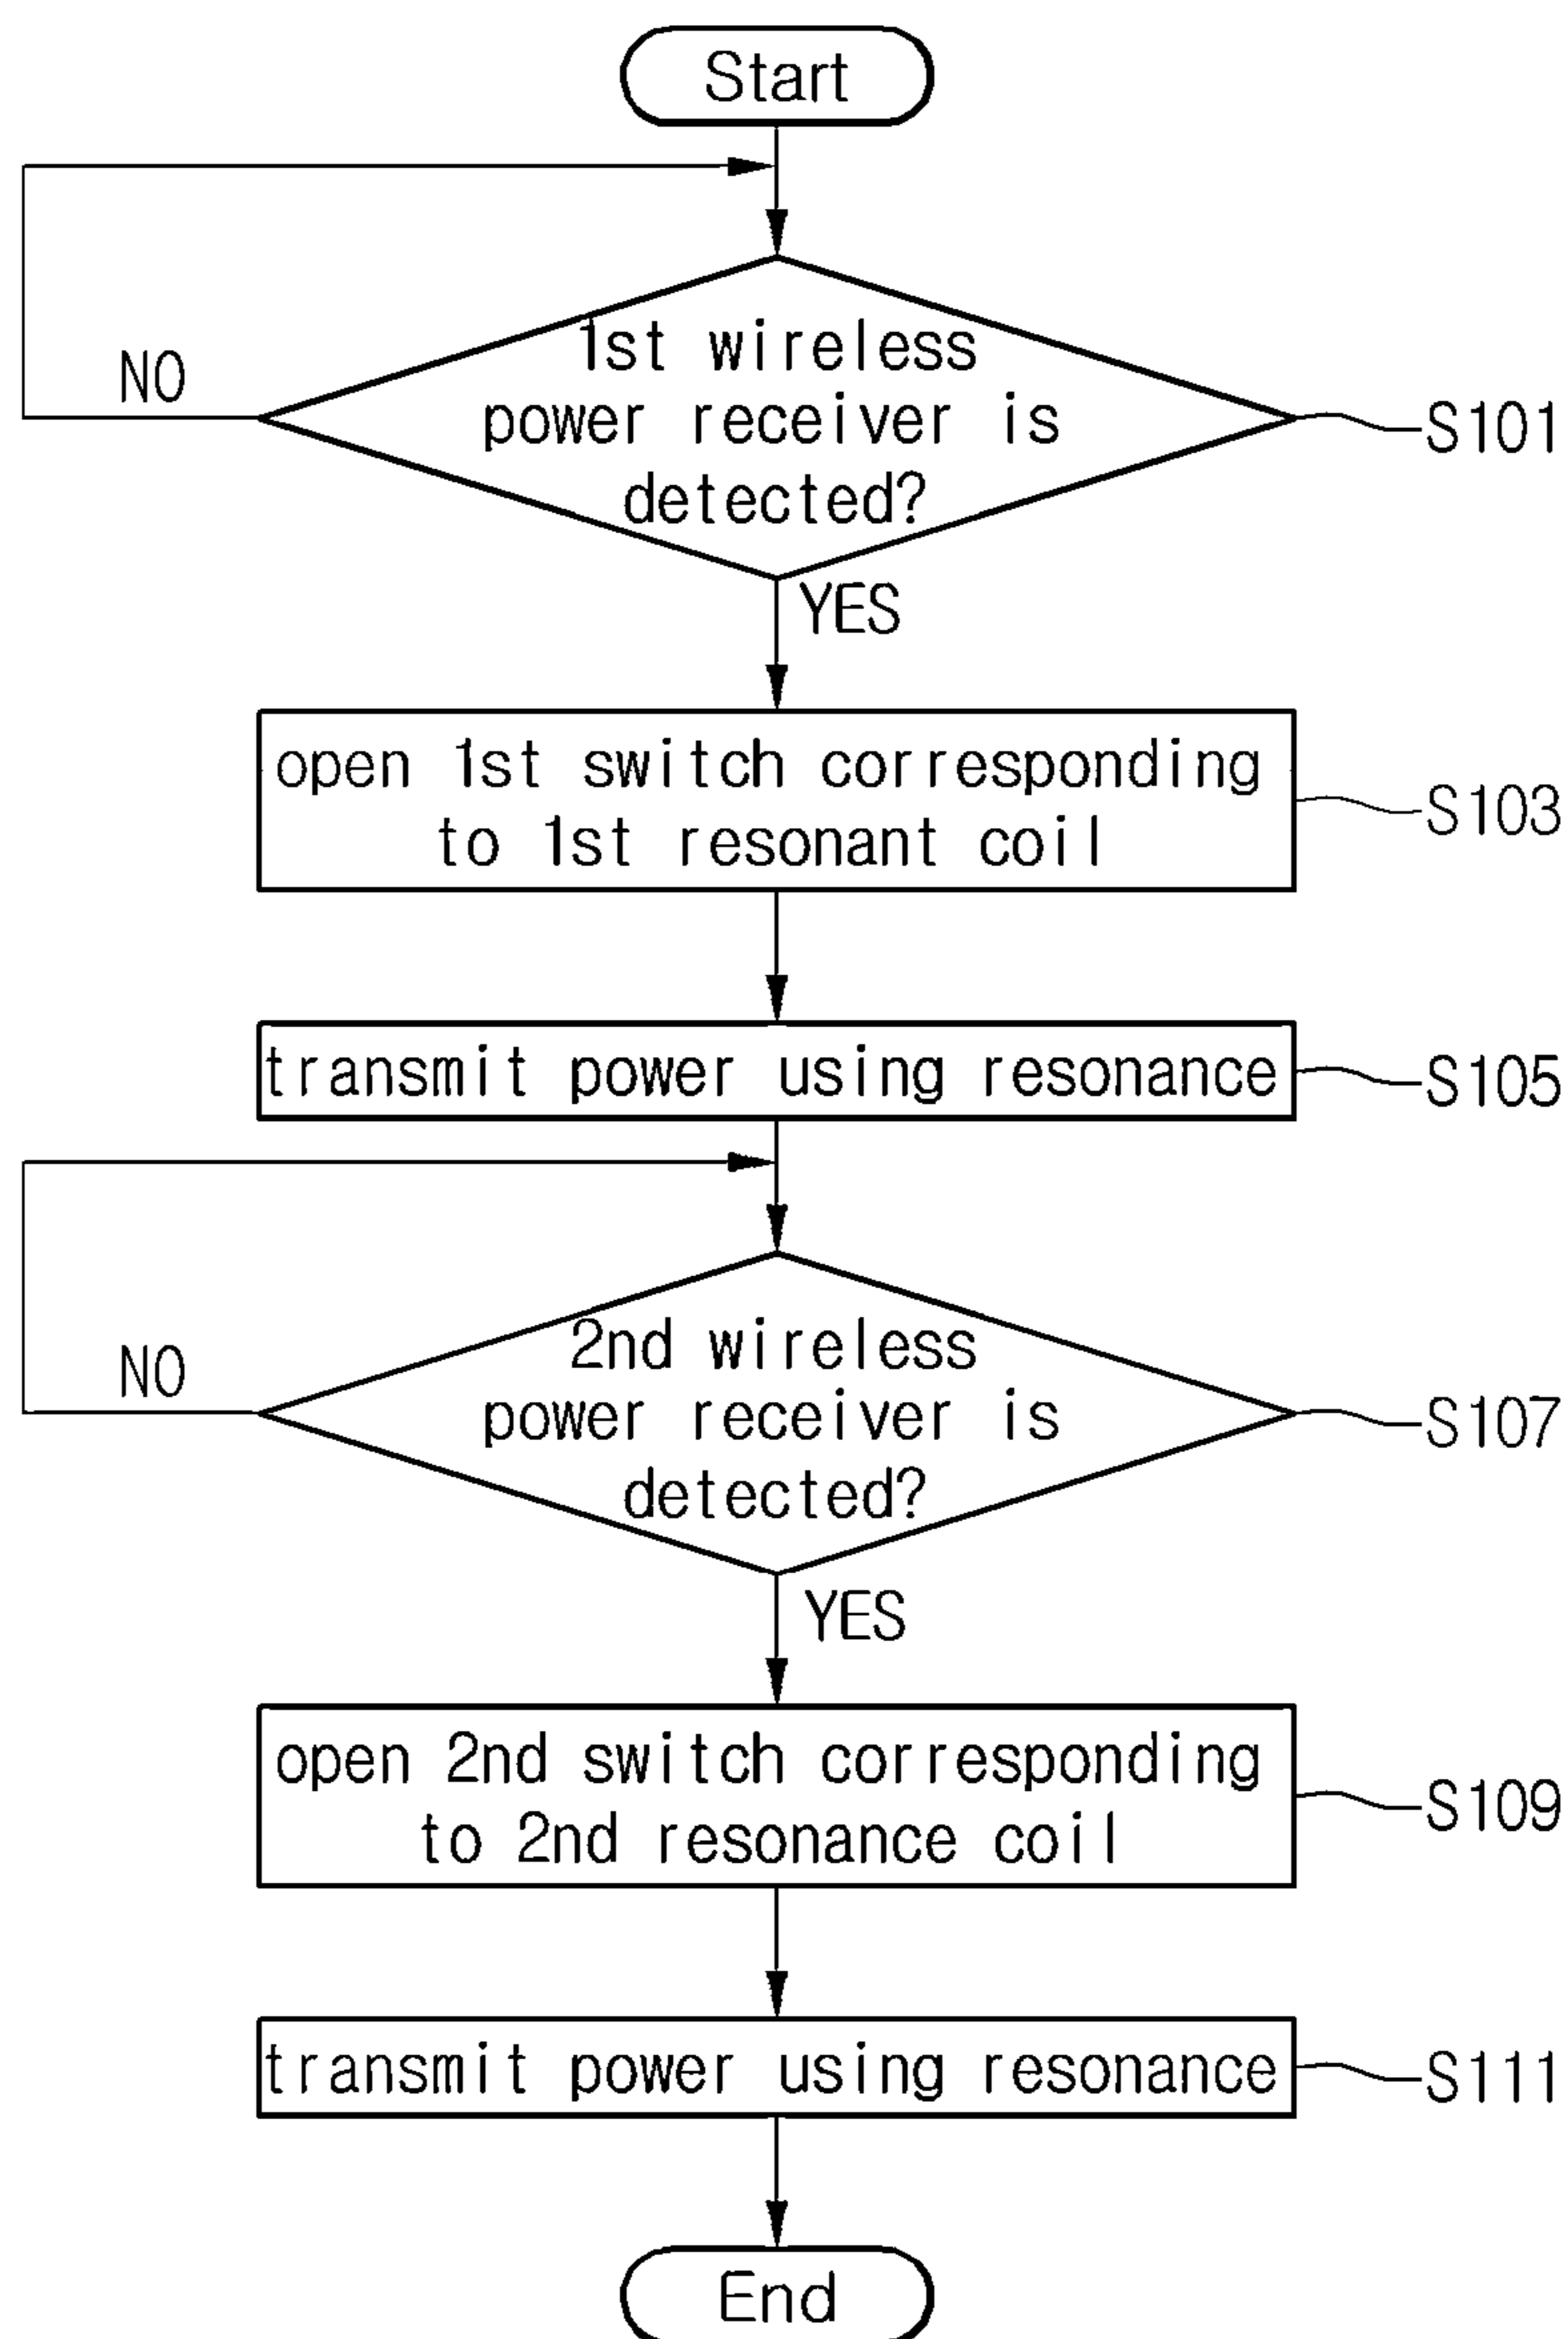 Start
1st wireless
power receiver is
detected?
NO
S101
YES
open 1st switch corresponding
to 1st resonant coil
S103
transmit power using resonance
S105
2nd wireless
power receiver is
detected?
NO
S107
YES
open 2nd switch corresponding
to 2nd resonance coil
S109
transmit power using resonance
S111
End